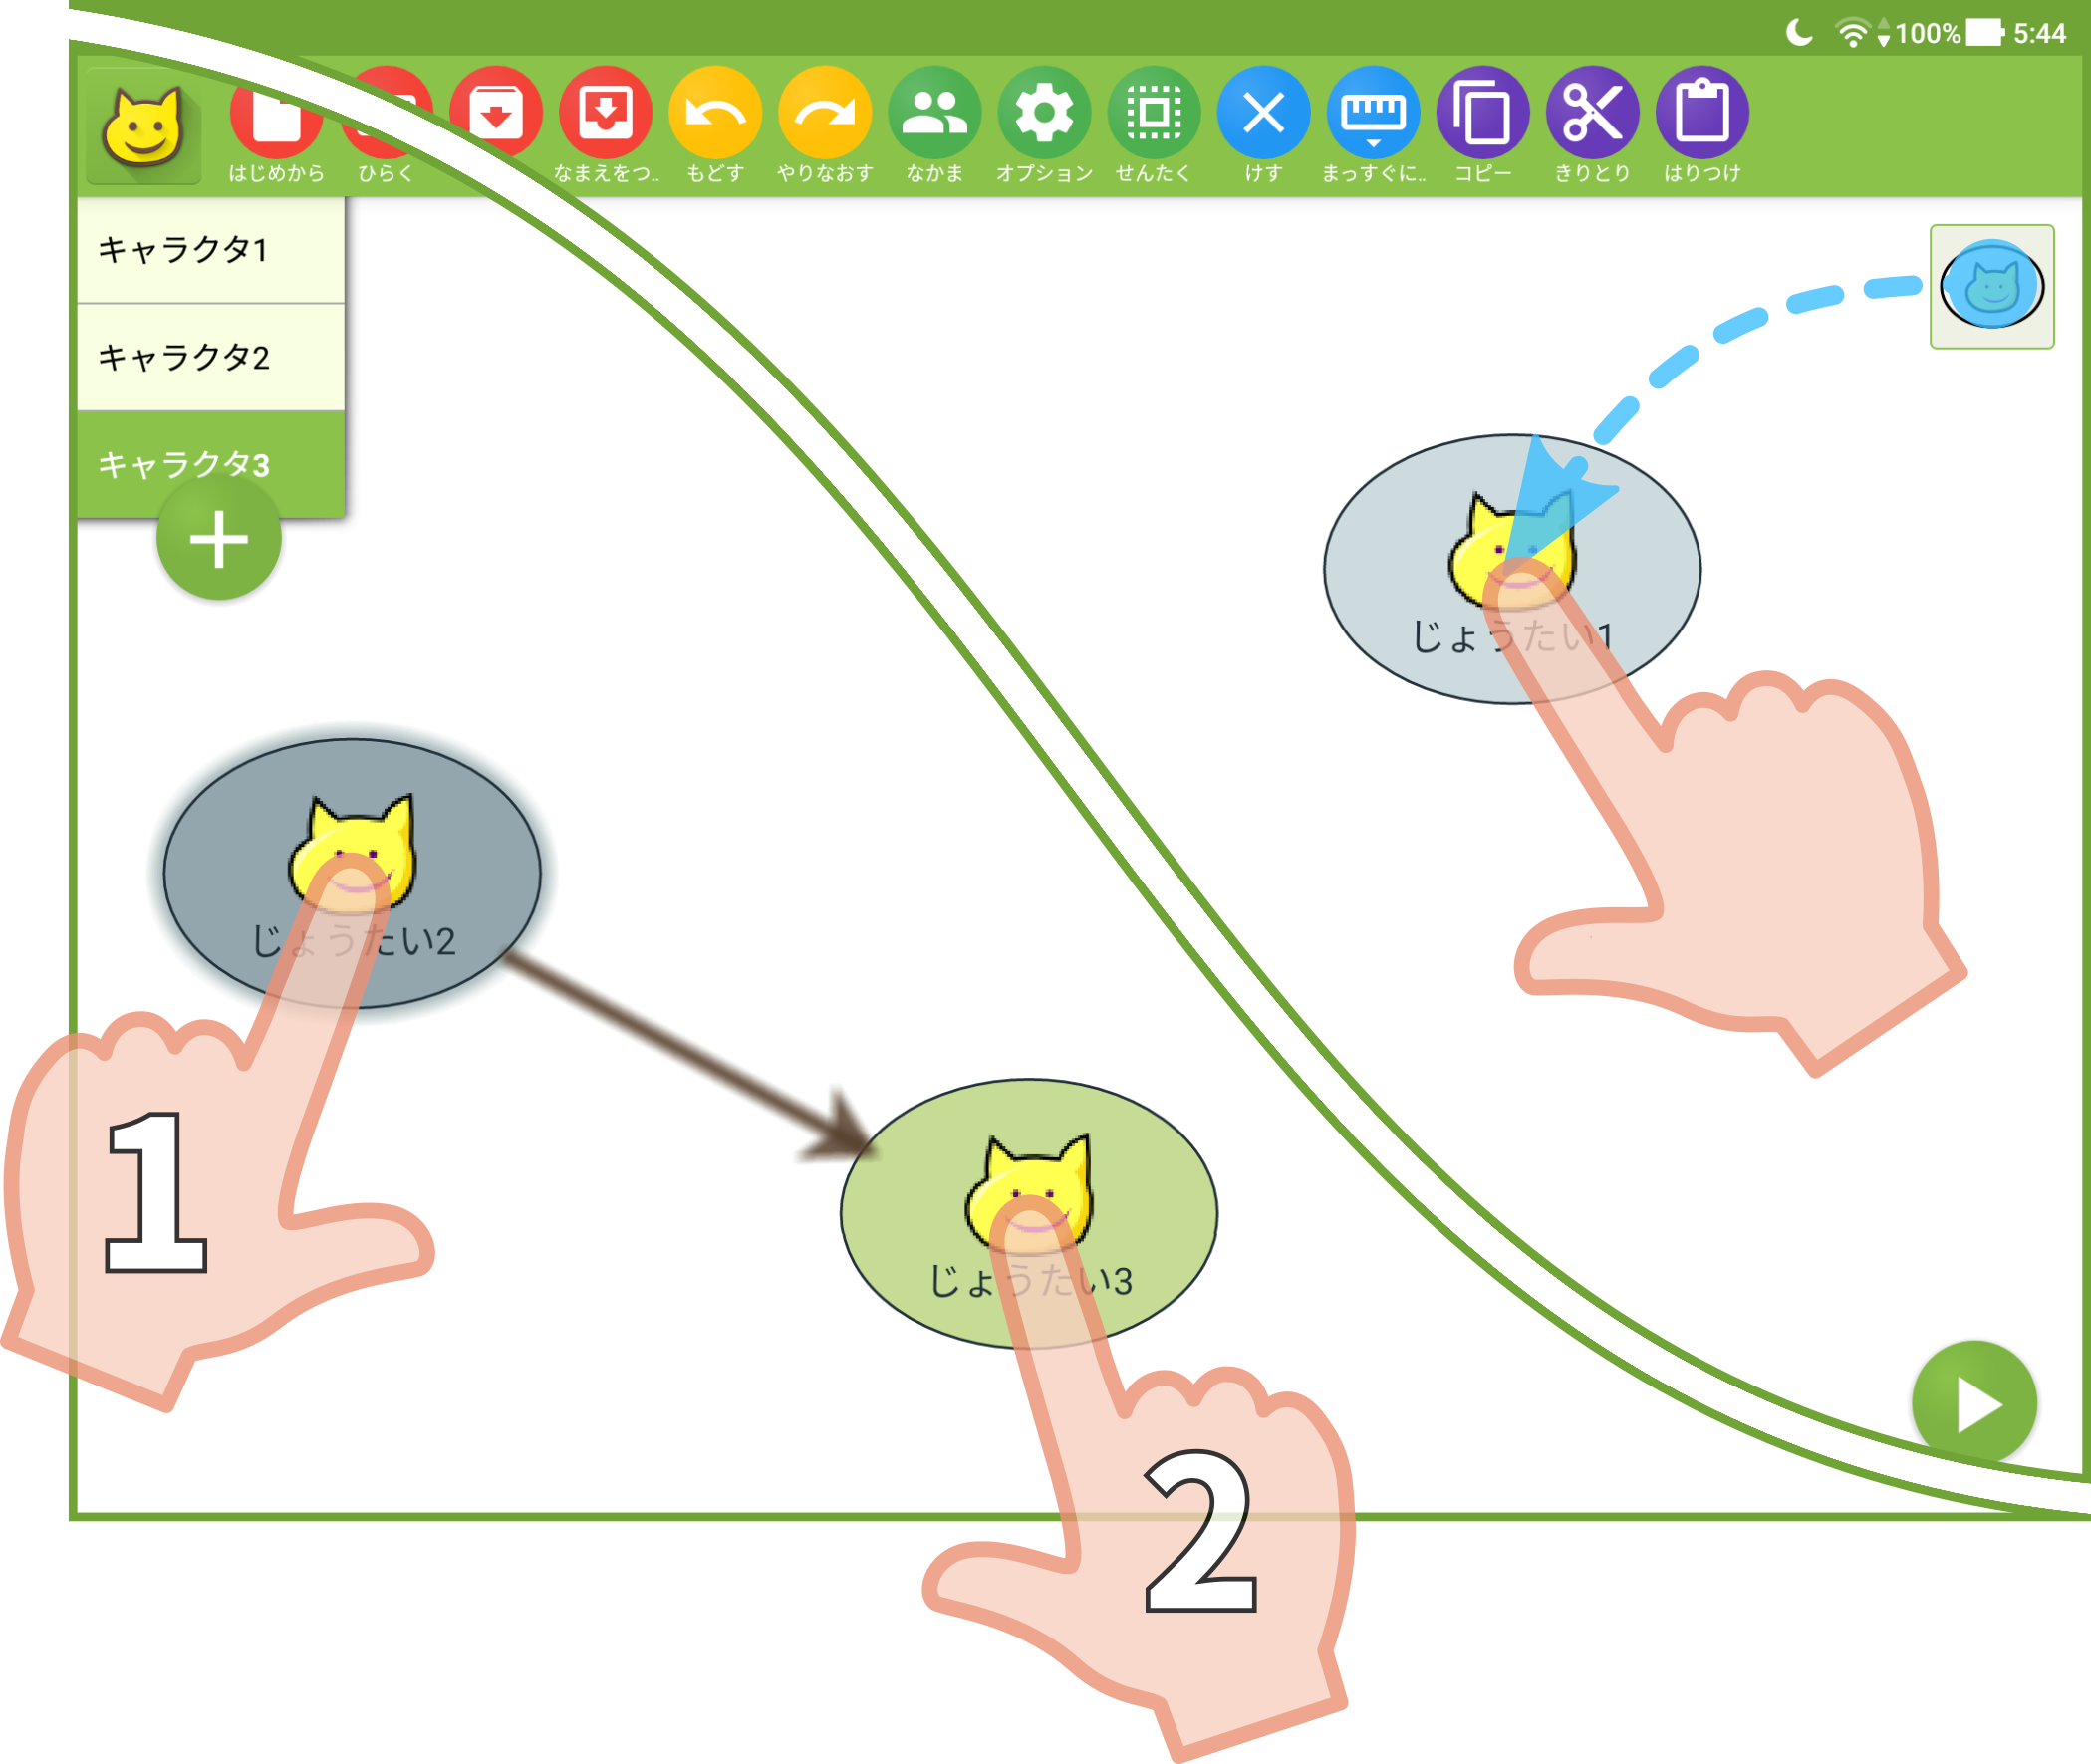 100% 5:44
はじめから
ひらく
なまえをつ..
もどす
やりなおす
なかま
オプション
せんたく
けす
まっすぐに..
コピー
きりとり
はりつけ
キャラクタ1
キャラクタ2
キャラクタ3
じょうたい1
じょうたい2
じょうたい3
1
2